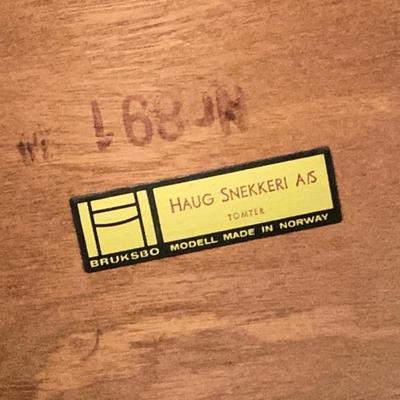 Nr 891
HAUG SNEKKERI A/S
TOMTER
BRUKSBO MODELL MADE IN NORWAY